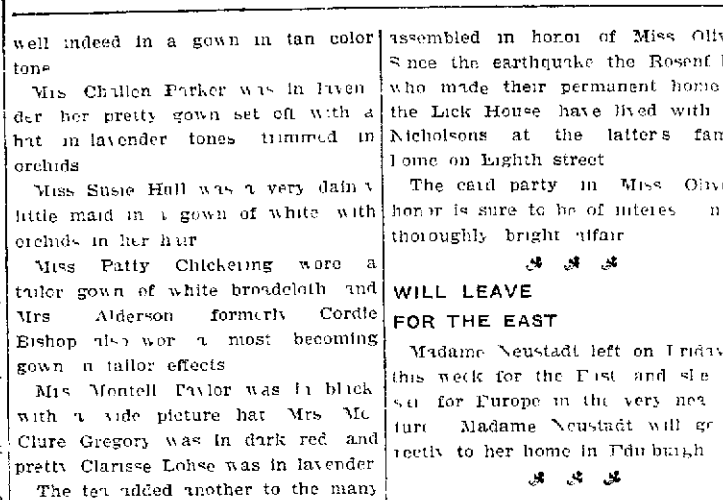 well indeed in a gown in tan color
tone
Mrs Challen Parker was in laven
der her pretty gown set off with a
hat in lavender tones trimmed in
orchids
Miss Susie Hall was a very dainty
little maid in a gown of white with
orchids in her hair
Miss Patty Chickering wore a
tailor gown of white broadcloth and
Mrs Alderson formerly Cordie
Bishop also wor a most becoming
gown in tailor effects
Mrs Montell Taylor was in black
with a wide picture hat Mrs Mc
Clure Gregory was in dark red and
pretty Clarisse Lohse was in lavender
The tea added another to the many
assembled in honor of Miss Oliv
Since the earthquake the Rosenf
who made their permanent home
the Lick House have lived with
Nicholsons at the latters fam
home on Eighth street
The card party in Miss Olive
honor is sure to be of interes
thoroughly bright affair
WILL LEAVE
FOR THE EAST
Madame Neustadt left on Friday
this week for the East and she
for Europe in the very nea
ture Madame Neustadt will go
rectly to her home in Edinburgh